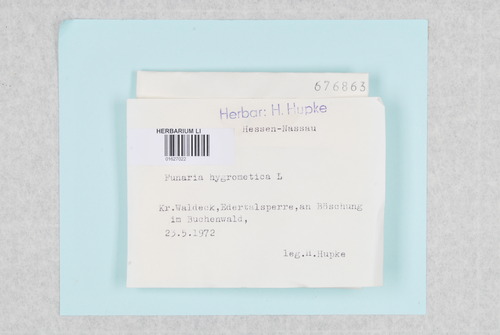 676863
Herbar: H. Hupke
HERBARIUM LI
Hessen-Nassau
Funaria hygrometica L
Kr.Waldeck,Edertalsperre,an Böschung
im Buchenwald,
23.5.1972
leg.H.Hupke